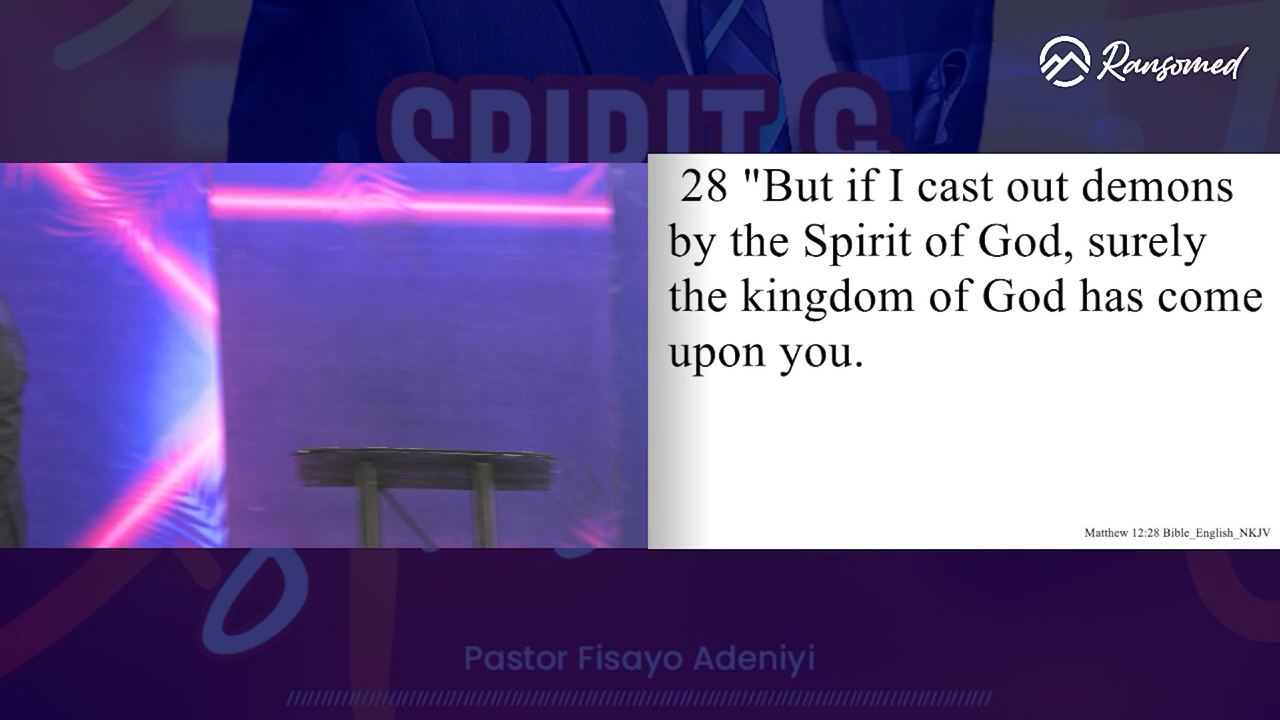 Ransomed
SPIRIT
28 "But if I cast out demons
by the Spirit of God, surely
the kingdom of God has come
upon you.
Matthew 12:28 Bible_English_NKJV
Pastor Fisayo Adeniyi